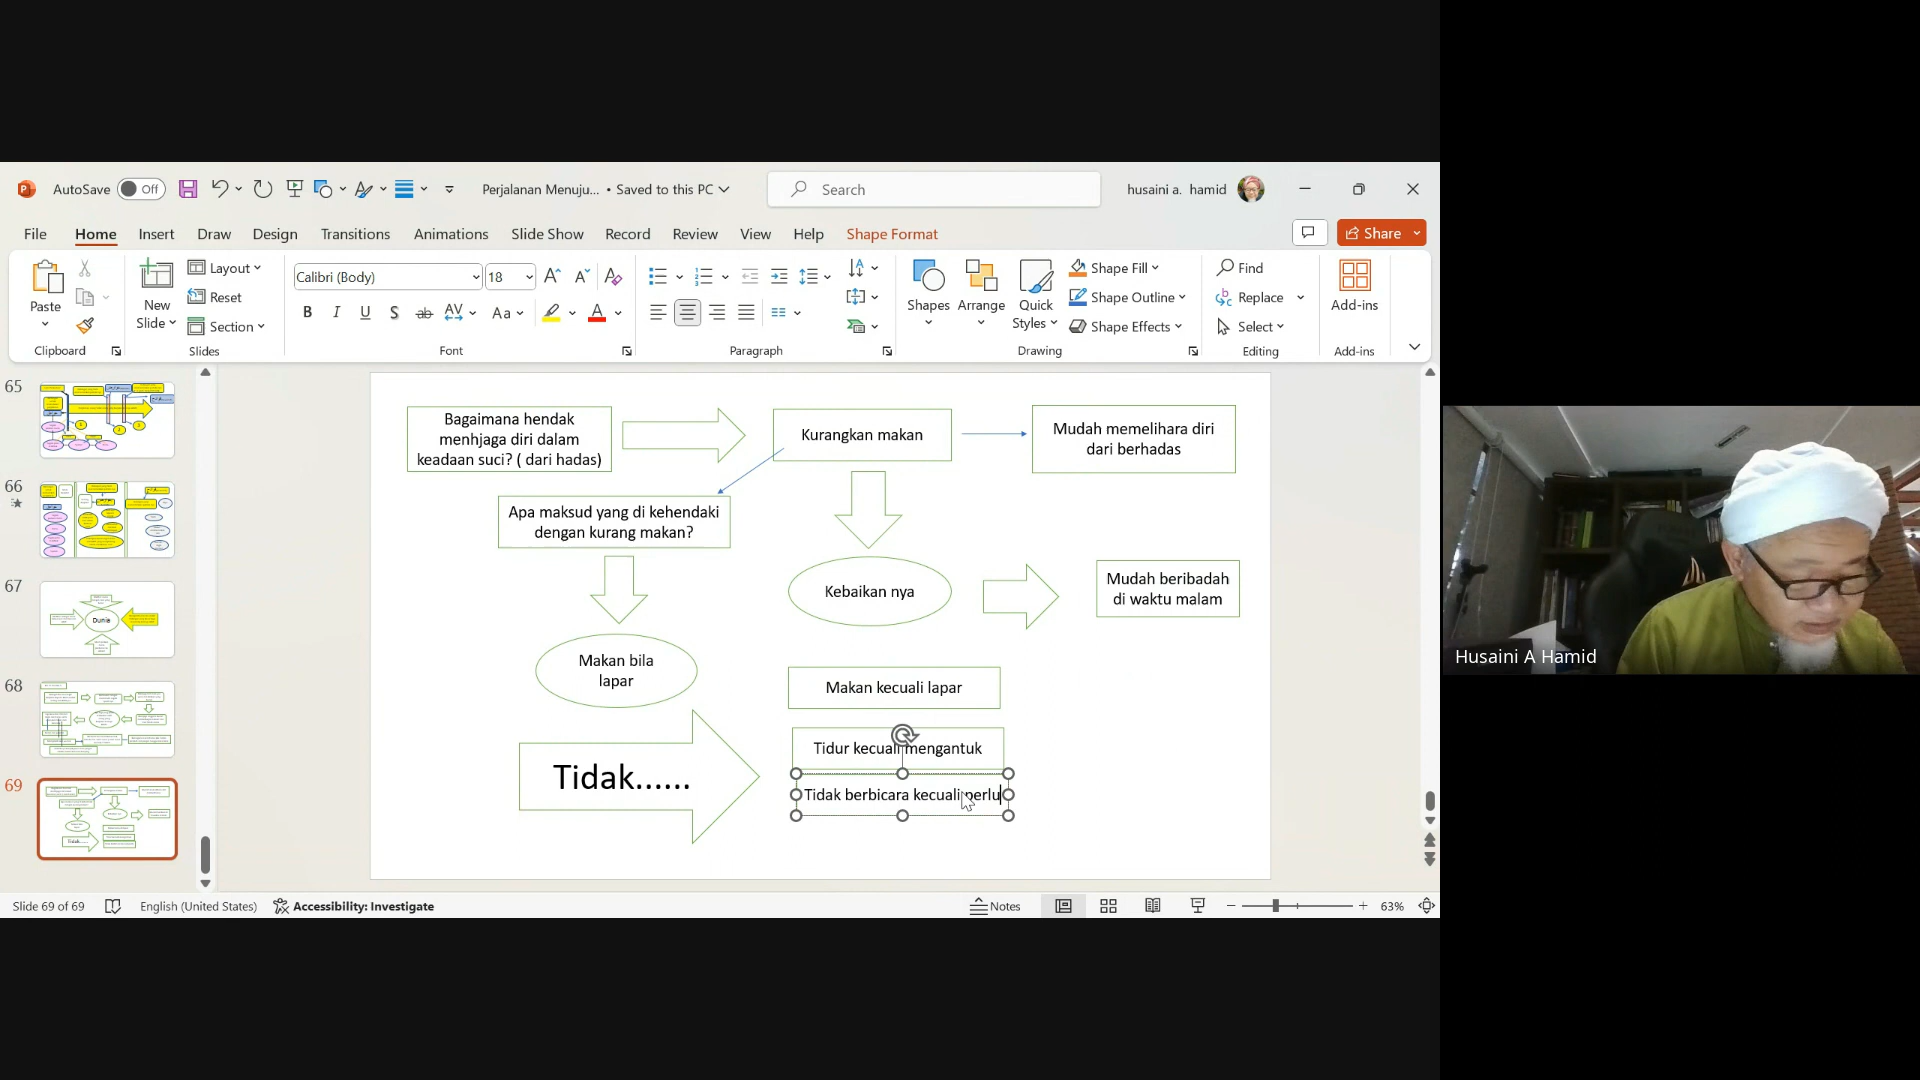 AutoSave
Off
Perjalanan Menuju... • Saved to this PC
Search
husaini a. hamid
File
Home
Insert
Draw
Design
Transitions
Animations
Slide Show
Record
Review
View
Help
Shape Format
Share
Paste
Clipboard
New
Slide
Layout
Reset
Section
Slides
Calibri (Body)
18
Font
Paragraph
Shapes
Arrange
Quick
Styles
Shape Fill
Shape Outline
Shape Effects
Drawing
Find
Replace
Select
Editing
Add-ins
Add-ins
65
66
67
Dunia
68
69
Bagaimana hendak
menhjaga diri dalam
keadaan suci? ( dari hadas)
Kurangkan makan
Mudah memelihara diri
dari berhadas
Apa maksud yang di kehendaki
dengan kurang makan?
Kebaikan nya
Mudah beribadah
di waktu malam
Makan bila
lapar
Makan kecuali lapar
Tidur kecuali mengantuk
Tidak......
Tidak berbicara kecuali perlu
Husaini A Hamid
Slide 69 of 69
English (United States)
Accessibility: Investigate
Notes
63%